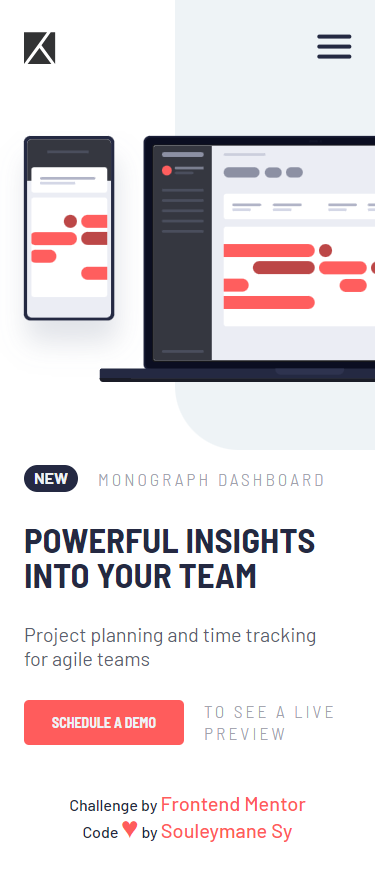 NEW MONOGRAPH DASHBOARD
POWERFUL INSIGHTS
INTO YOUR TEAM
Project planning and time tracking
for agile teams
SCHEDULE A DEMO
TO SEE A LIVE
PREVIEW
Challenge by Frontend Mentor
Code ♥ by Souleymane Sy